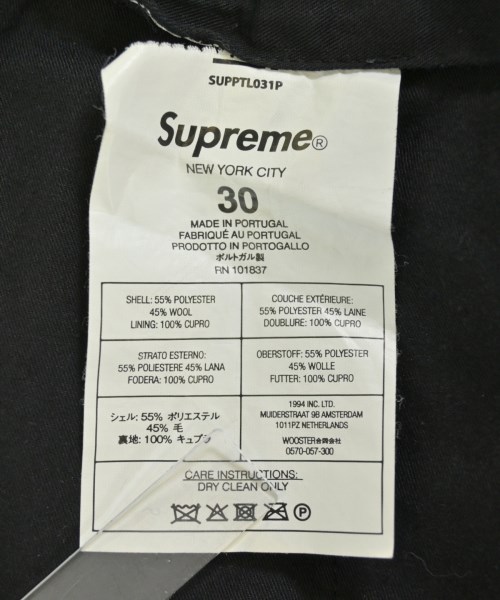 SUPPTL031P
Supreme®
NEW YORK CITY
30
MADE IN PORTUGAL
FABRIQUÉ AU PORTUGAL
PRODOTTO IN PORTOGALLO
ポルトガル製
RN 101837
SHELL: 55% POLYESTER
45% WOOL
LINING: 100% CUPRO
COUCHE EXTÉRIEURE:
55% POLYESTER 45% LAINE
DOUBLURE: 100% CUPRO
STRATO ESTERNO:
55% POLIESTERE 45% LANA
FODERA: 100% CUPRO
OBERSTOFF: 55% POLYESTER
45% WOLLE
FUTTER: 100% CUPRO
シェル: 55% ポリエステル
45% 毛
裏地: 100% キュプラ
1994 INC. LTD.
MUIDERSTRAAT 9B AMSTERDAM
1011PZ NETHERLANDS
WOOSTER合同会社
0570-057-300
CARE INSTRUCTIONS:
DRY CLEAN ONLY
P